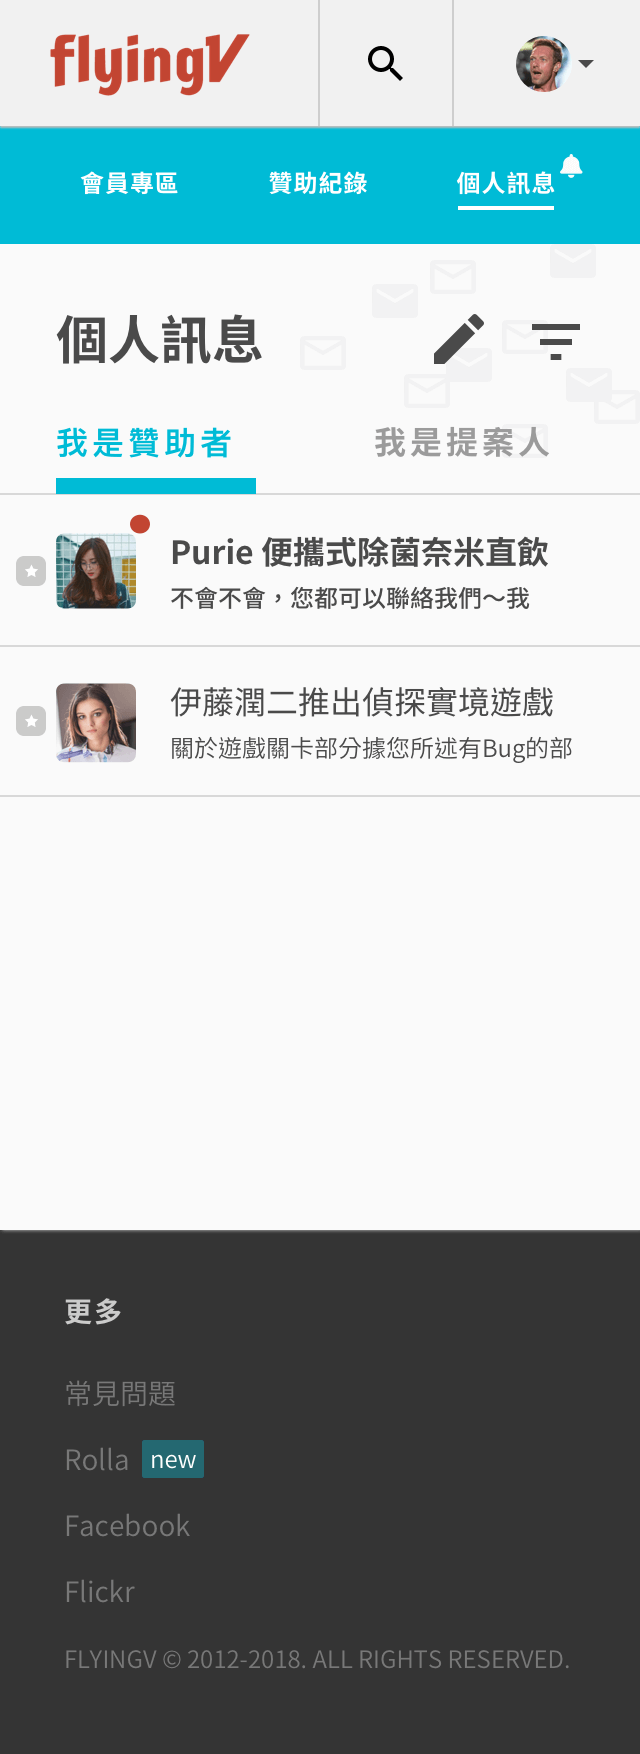 flyingV
會員專區 贊助紀錄 個人訊息
個人訊息
我是贊助者 我是提案人
Purie 便攜式除菌奈米直飲
不會不會，您都可以聯絡我們～我
伊藤潤二推出偵探實境遊戲
關於遊戲關卡部分據您所述有Bug的部
更多
常見問題
Rolla new
Facebook
Flickr
FLYINGV © 2012-2018. ALL RIGHTS RESERVED.